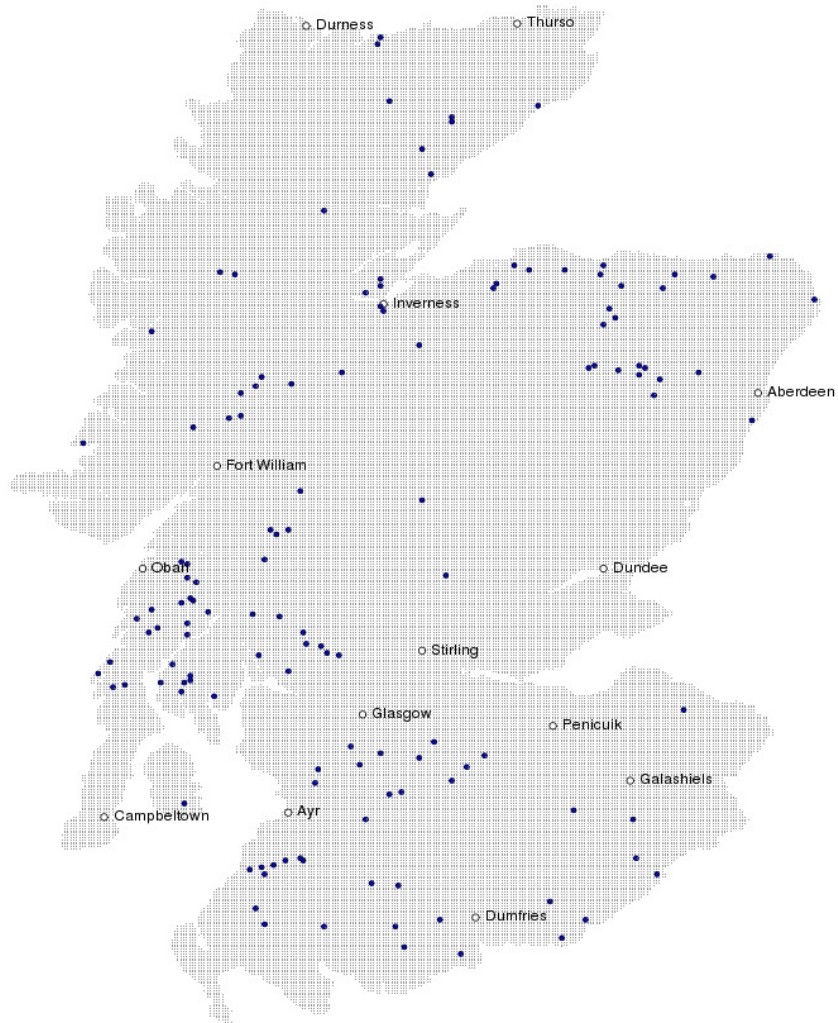 Durness
Thurso
Inverness
Aberdeen
Fort William
Oban
Dundee
Stirling
Glasgow
Penicuik
Galashiels
Campbeltown
Ayr
Dumfries